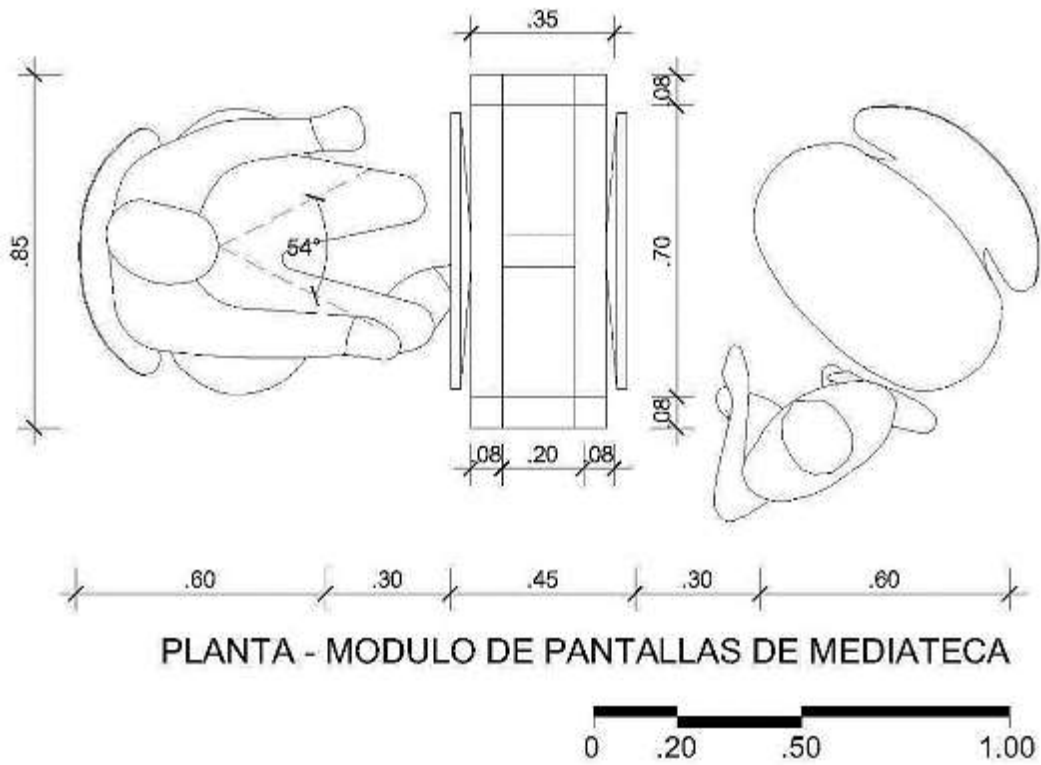 .35
.08
.85
54°
.70
.08
.08 .20 .08
.60 .30 .45 .30 .60
PLANTA - MODULO DE PANTALLAS DE MEDIATECA
0 .20 .50 1.00